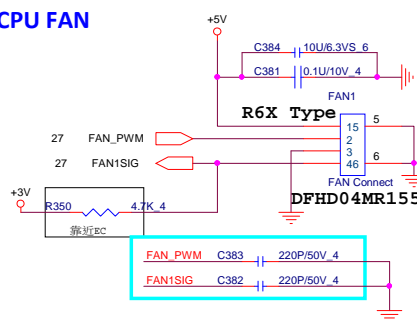 CPU FAN
+5V
C384 10U/6.3VS_6
C381 0.1U/10V_4
FAN1
R6X Type
15 5
27 FAN_PWM 2
3
27 FAN1SIG 46 6
FAN Connect
+3V
DFHD04MR155
R350 4.7K_4
靠近EC
FAN_PWM C383 220P/50V_4
FAN1SIG C382 220P/50V_4